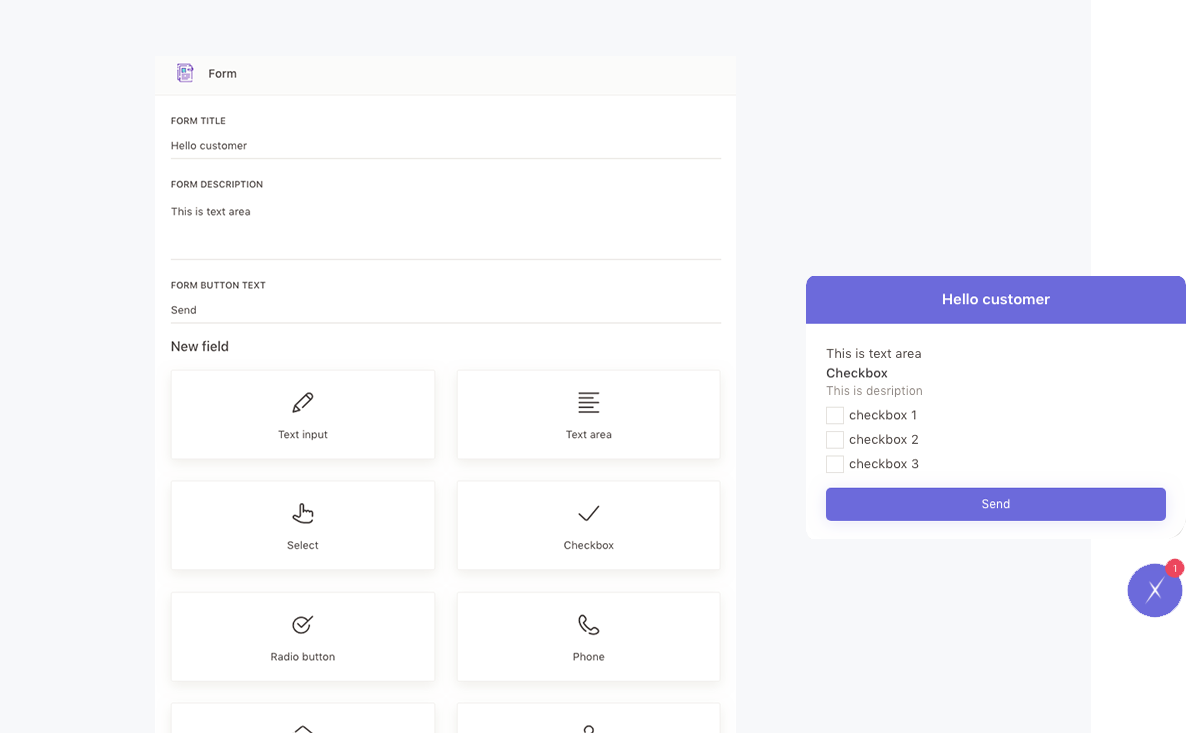 Form
FORM TITLE
Hello customer
FORM DESCRIPTION
This is text area
FORM BUTTON TEXT
Send
New field
Text input
Text area
Select
Checkbox
Radio button
Phone
Hello customer
This is text area
Checkbox
This is desription
checkbox 1
checkbox 2
checkbox 3
Send
1